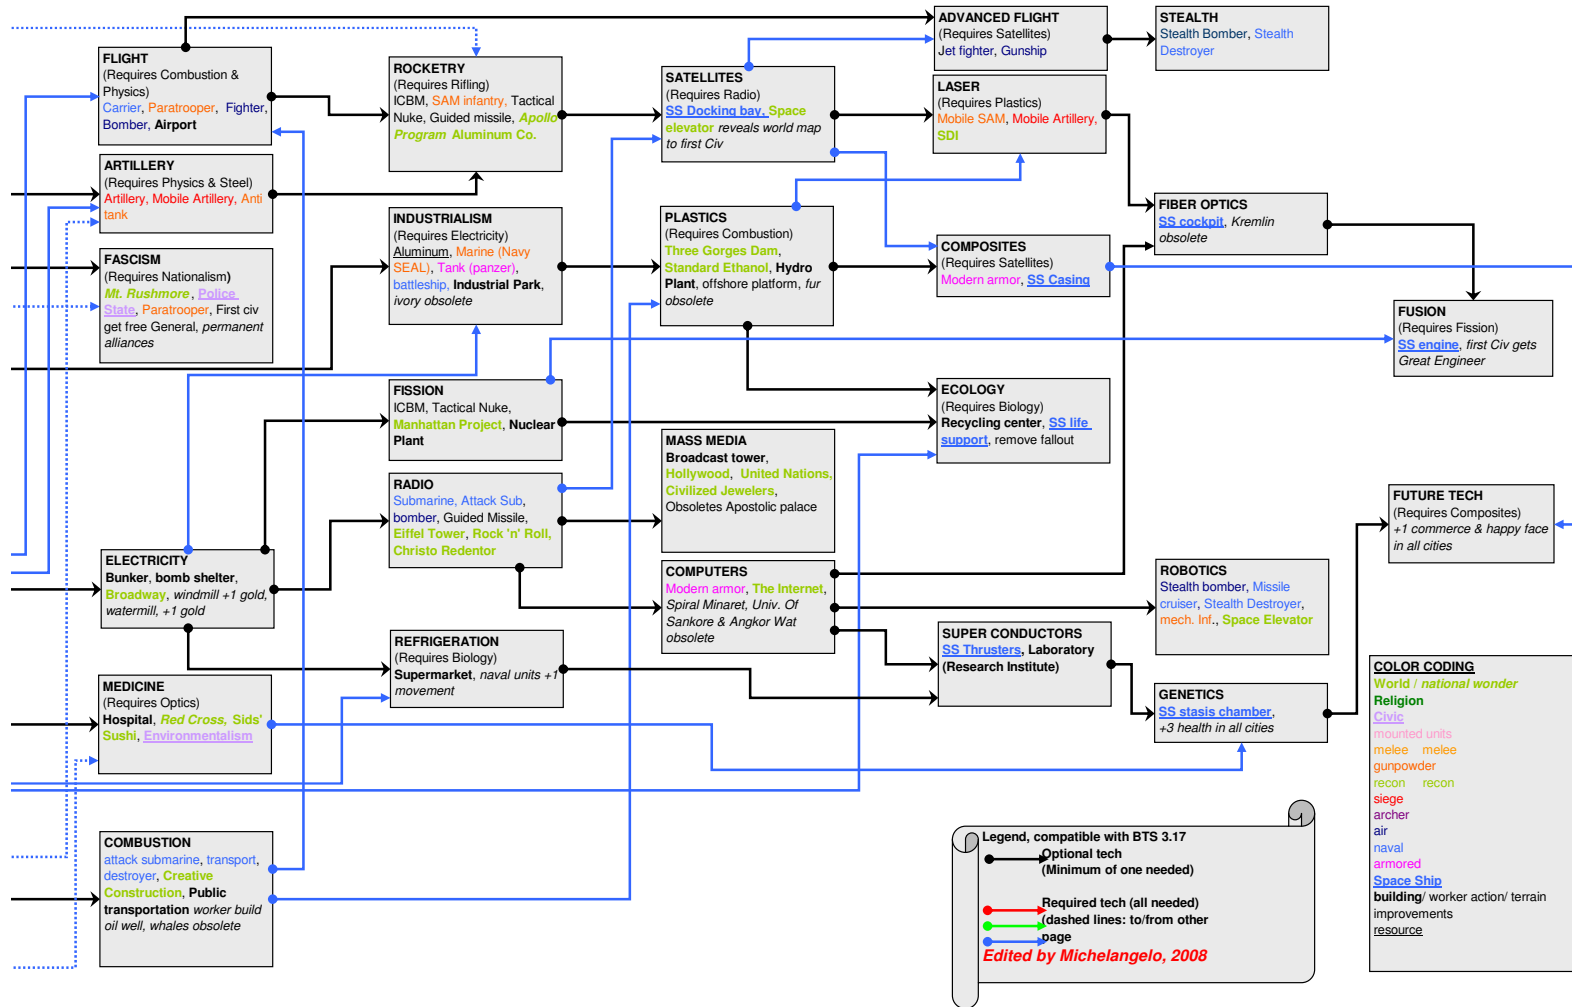 FLIGHT
(Requires Combustion &
Physics)
Carrier, Paratrooper, Fighter,
Bomber, Airport
ARTILLERY
(Requires Physics & Steel)
Artillery, Mobile Artillery, Anti
tank
FASCISM
(Requires Nationalism)
Mt. Rushmore, Police
State, Paratrooper, First civ
get free General, permanent
alliances
ELECTRICITY
Bunker, bomb shelter,
Broadway, windmill +1 gold,
watermill, +1 gold
MEDICINE
(Requires Optics)
Hospital, Red Cross, Sids'
Sushi, Environmentalism
COMBUSTION
attack submarine, transport,
destroyer, Creative
Construction, Public
transportation worker build
oil well, whales obsolete
ROCKETRY
(Requires Rifling)
ICBM, SAM infantry, Tactical
Nuke, Guided missile, Apollo
Program Aluminum Co.
INDUSTRIALISM
(Requires Electricity)
Aluminum, Marine (Navy
SEAL), Tank (panzer),
battleship, Industrial Park,
ivory obsolete
FISSION
ICBM, Tactical Nuke,
Manhattan Project, Nuclear
Plant
RADIO
Submarine, Attack Sub,
bomber, Guided Missile,
Eiffel Tower, Rock 'n' Roll,
Christo Redentor
REFRIGERATION
(Requires Biology)
Supermarket, naval units +1
movement
SATELLITES
(Requires Radio)
SS Docking bay, Space
elevator reveals world map
to first Civ
PLASTICS
(Requires Combustion)
Three Gorges Dam,
Standard Ethanol, Hydro
Plant, offshore platform, fur
obsolete
MASS MEDIA
Broadcast tower,
Hollywood, United Nations,
Civilized Jewelers,
Obsoletes Apostolic palace
COMPUTERS
Modern armor, The Internet,
Spiral Minaret, Univ. Of
Sankore & Angkor Wat
obsolete
ADVANCED FLIGHT
(Requires Satellites)
Jet fighter, Gunship
LASER
(Requires Plastics)
Mobile SAM, Mobile Artillery,
SDI
COMPOSITES
(Requires Satellites)
Modern armor, SS Casing
ECOLOGY
(Requires Biology)
Recycling center, SS life
support, remove fallout
SUPER CONDUCTORS
SS Thrusters, Laboratory
(Research Institute)
STEALTH
Stealth Bomber, Stealth
Destroyer
FIBER OPTICS
SS cockpit, Kremlin
obsolete
FUSION
(Requires Fission)
SS engine, first Civ gets
Great Engineer
FUTURE TECH
(Requires Composites)
+1 commerce & happy face
in all cities
ROBOTICS
Stealth bomber, Missile
cruiser, Stealth Destroyer,
mech. Inf., Space Elevator
GENETICS
SS stasis chamber,
+3 health in all cities
Legend, compatible with BTS 3.17
Optional tech
(Minimum of one needed)
Required tech (all needed)
(dashed lines: to/from other
page
Edited by Michelangelo, 2008
COLOR CODING
World / national wonder
Religion
Civic
mounted units
melee melee
gunpowder
recon recon
siege
archer
air
naval
armored
Space Ship
building/ worker action/ terrain
improvements
resource